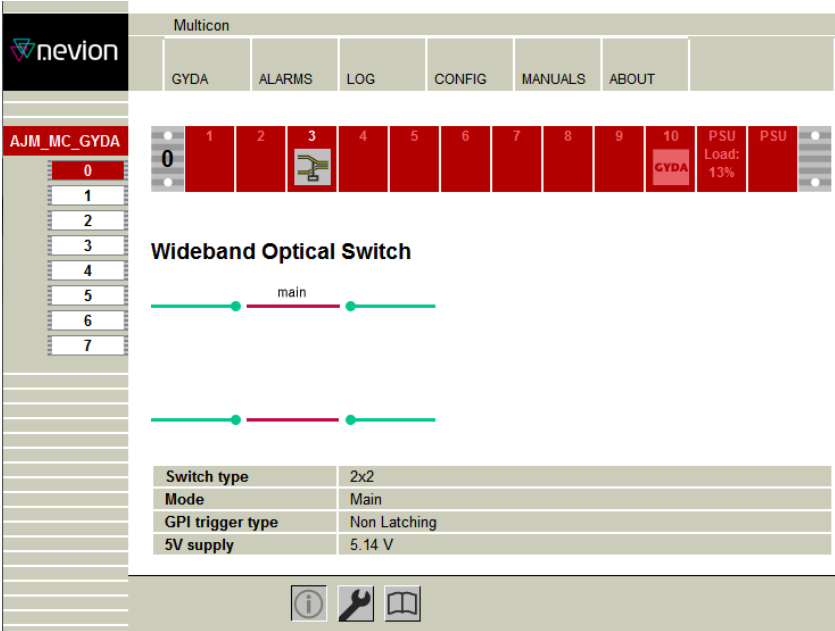 Multicon
nevion
GYDA ALARMS LOG CONFIG MANUALS ABOUT
AJM_MC_GYDA
0
1
2
3
4
5
6
7
0 1 2 3 4 5 6 7 8 9 10 PSU PSU
Load:
GYDA 13%
Wideband Optical Switch
main
Switch type 2x2
Mode Main
GPI trigger type Non Latching
5V supply 5.14 V